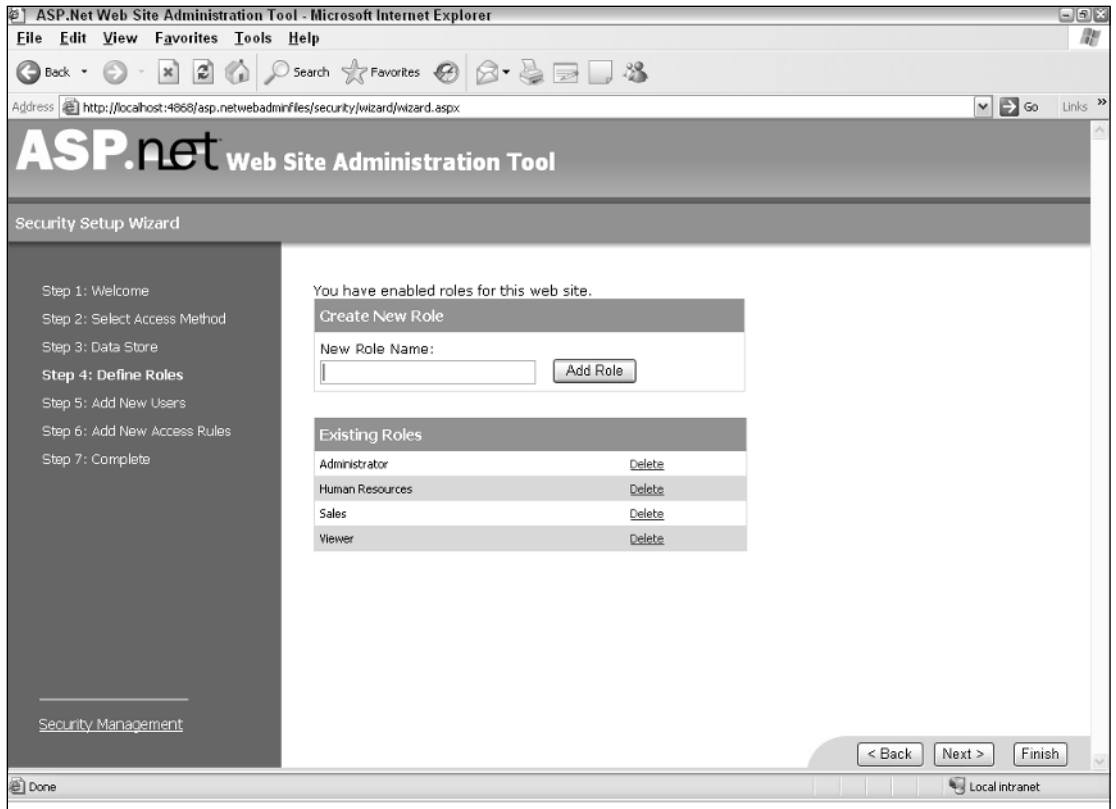 ASP.Net Web Site Administration Tool - Microsoft Internet Explorer
File Edit View Favorites Tools Help
Back Search Favorites
Address http://localhost:4868/asp.netwebadminfiles/security/wizard/wizard.aspx Go Links »
ASP.net Web Site Administration Tool
Security Setup Wizard
Step 1: Welcome
Step 2: Select Access Method
Step 3: Data Store
Step 4: Define Roles
Step 5: Add New Users
Step 6: Add New Access Rules
Step 7: Complete
Security Management
You have enabled roles for this web site.
Create New Role
New Role Name:
Add Role
Existing Roles
Administrator Delete
Human Resources Delete
Sales Delete
Viewer Delete
< Back Next > Finish
Done Local intranet